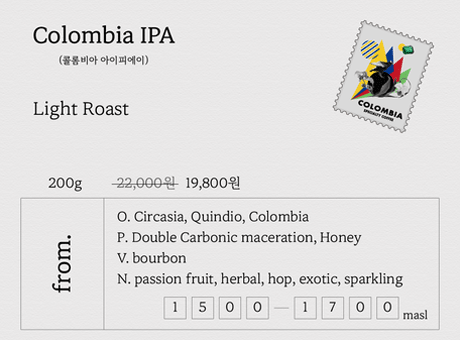 Colombia IPA
(콜롬비아 아이피에이)
COLOMBIA
SPECIALTY COFFEE
Light Roast
200g 22,000원 19,800원
from.
O. Circasia, Quindio, Colombia
P. Double Carbonic maceration, Honey
V. bourbon
N. passion fruit, herbal, hop, exotic, sparkling
1 5 0 0 — 1 7 0 0 masl